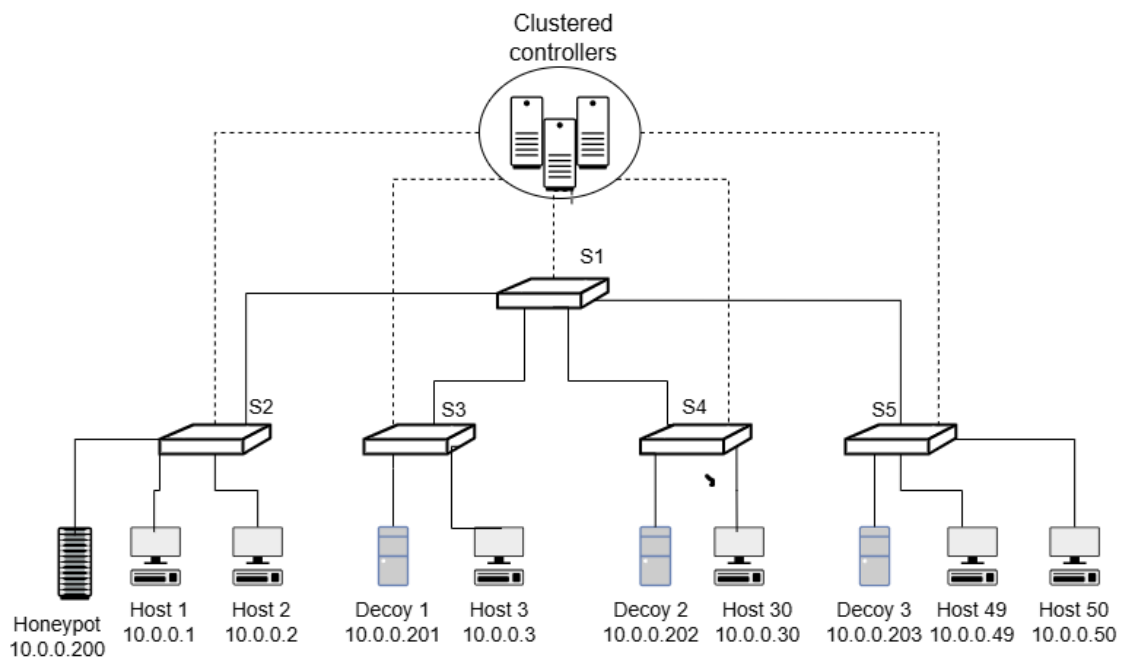 Clustered
controllers
S1
S2
S3
S4
S5
Honeypot
10.0.0.200
Host 1
10.0.0.1
Host 2
10.0.0.2
Decoy 1
10.0.0.201
Host 3
10.0.0.3
Decoy 2
10.0.0.202
Host 30
10.0.0.30
Decoy 3
10.0.0.203
Host 49
10.0.0.49
Host 50
10.0.0.50